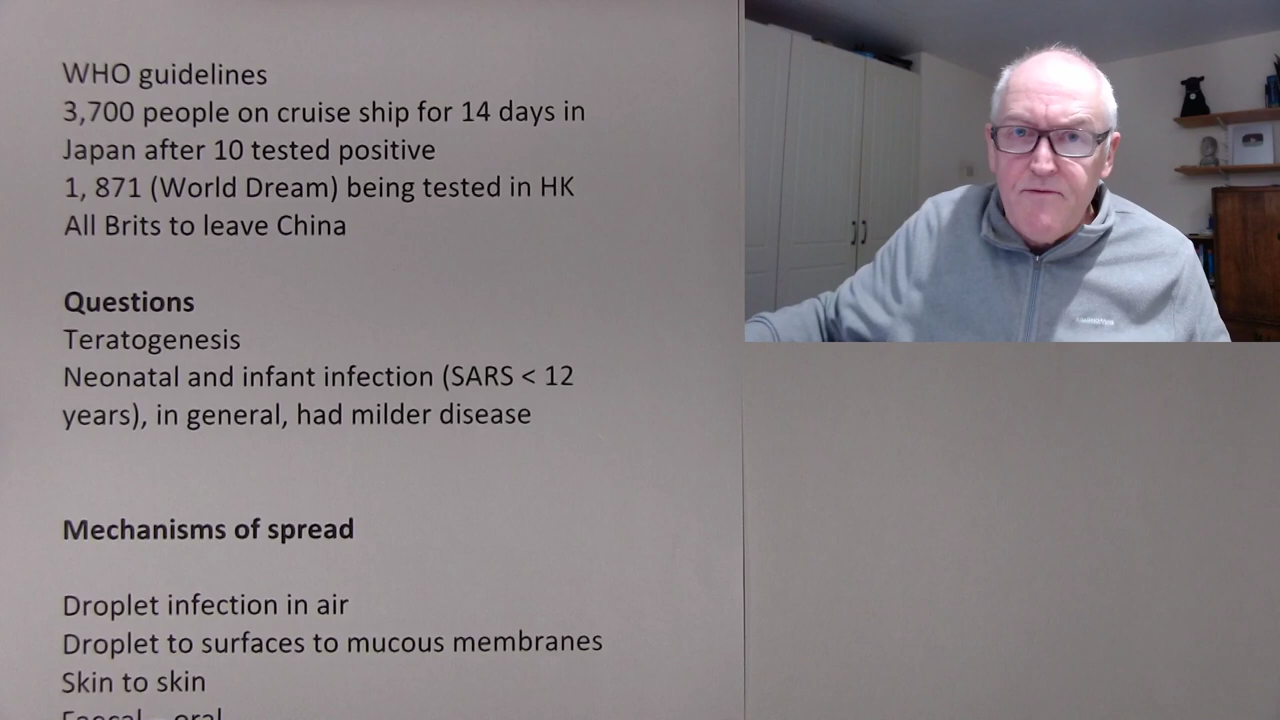 WHO guidelines
3,700 people on cruise ship for 14 days in
Japan after 10 tested positive
1, 871 (World Dream) being tested in HK
All Brits to leave China
Questions
Teratogenesis
Neonatal and infant infection (SARS < 12
years), in general, had milder disease
Mechanisms of spread
Droplet infection in air
Droplet to surfaces to mucous membranes
Skin to skin
Faecal – oral